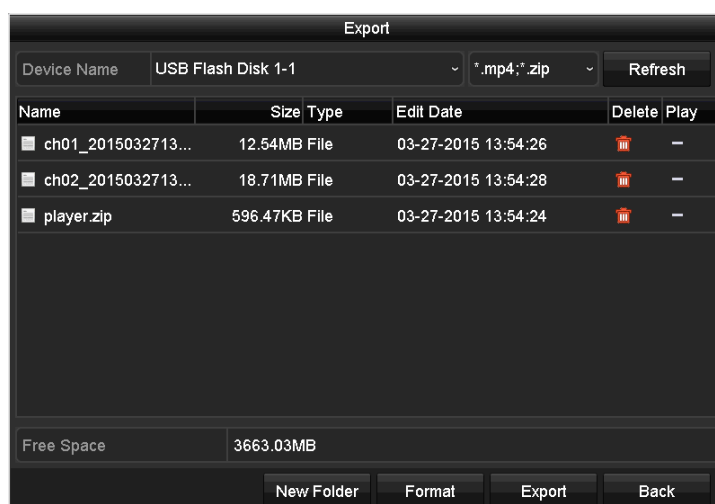 Export
Device Name USB Flash Disk 1-1 *.mp4;*.zip Refresh
Name Size Type Edit Date Delete Play
ch01_2015032713... 12.54MB File 03-27-2015 13:54:26
ch02_2015032713... 18.71MB File 03-27-2015 13:54:28
player.zip 596.47KB File 03-27-2015 13:54:24
Free Space 3663.03MB
New Folder Format Export Back